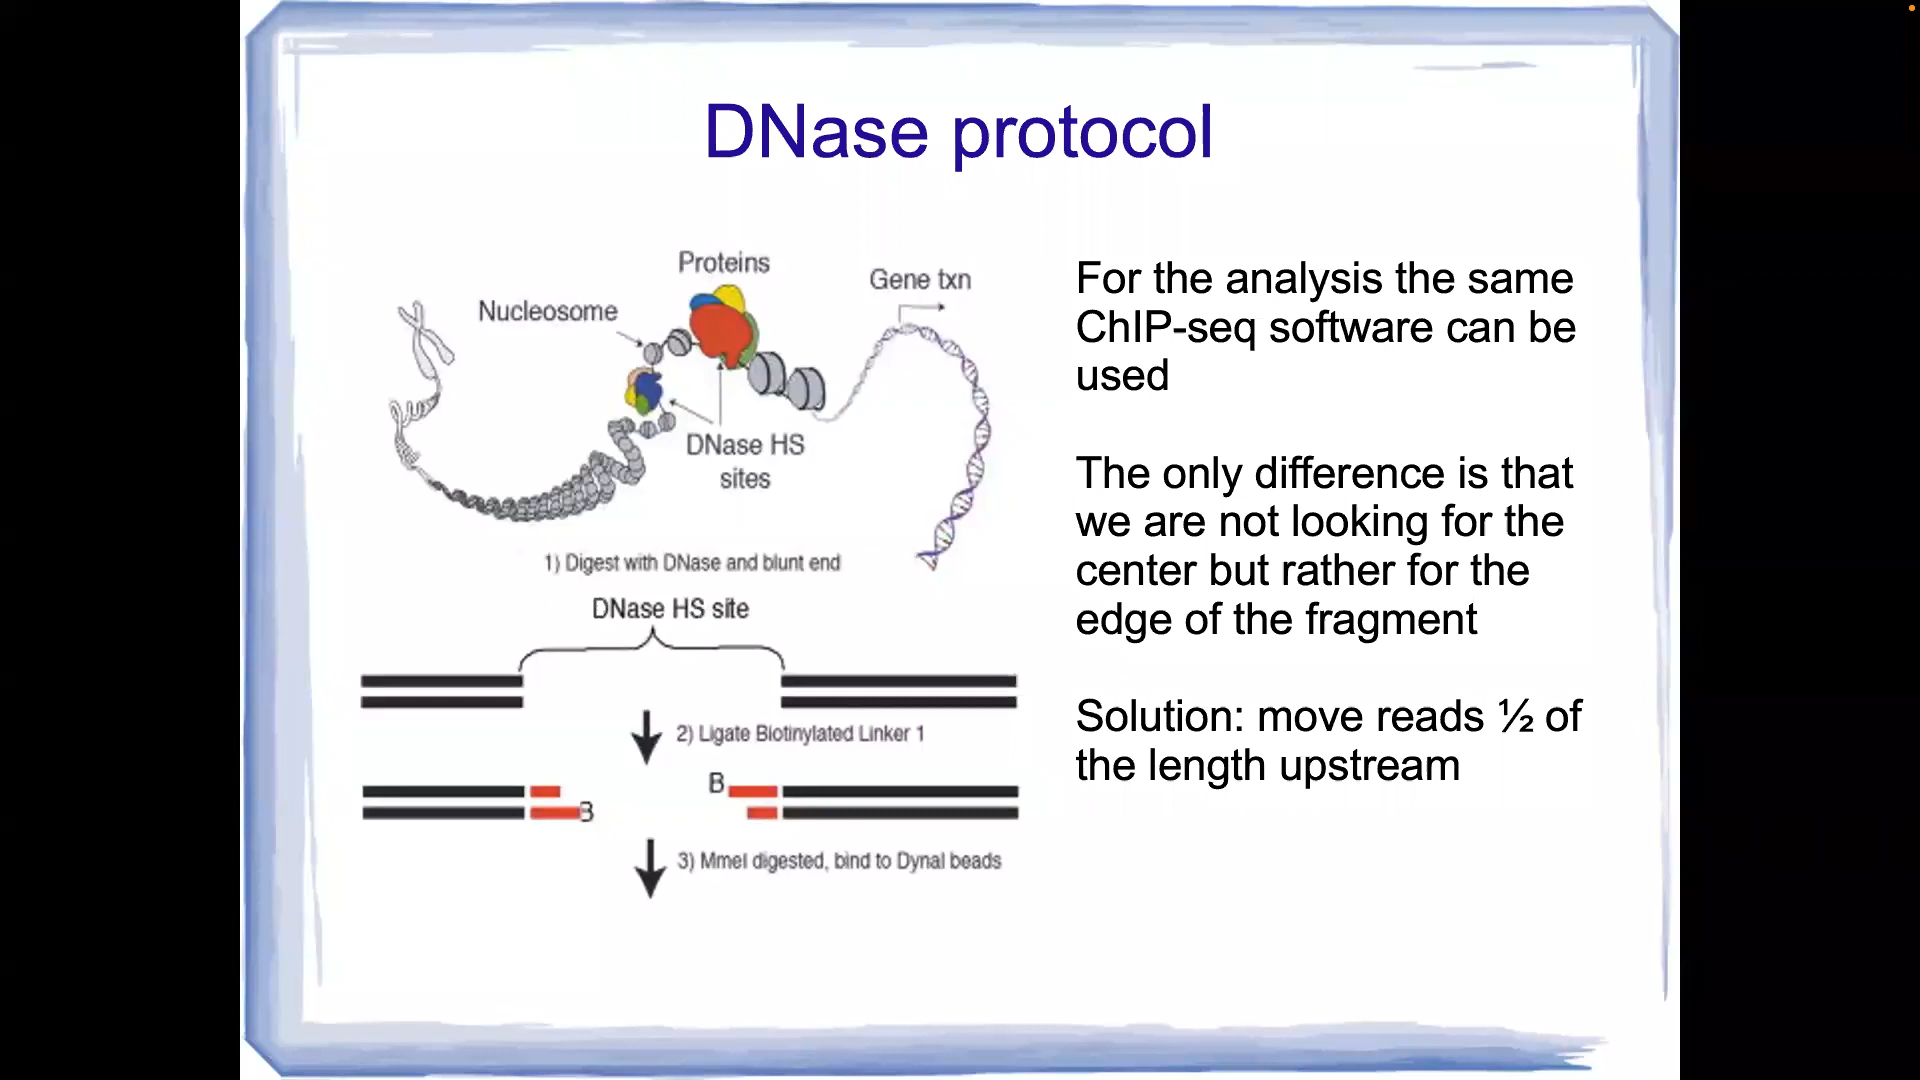 DNase protocol
Proteins
Gene txn
Nucleosome
DNase HS
sites
1) Digest with DNase and blunt end
DNase HS site
2) Ligate Biotinylated Linker 1
B
B
3) MmeI digested, bind to Dynal beads
For the analysis the same
ChIP-seq software can be
used
The only difference is that
we are not looking for the
center but rather for the
edge of the fragment
Solution: move reads ½ of
the length upstream